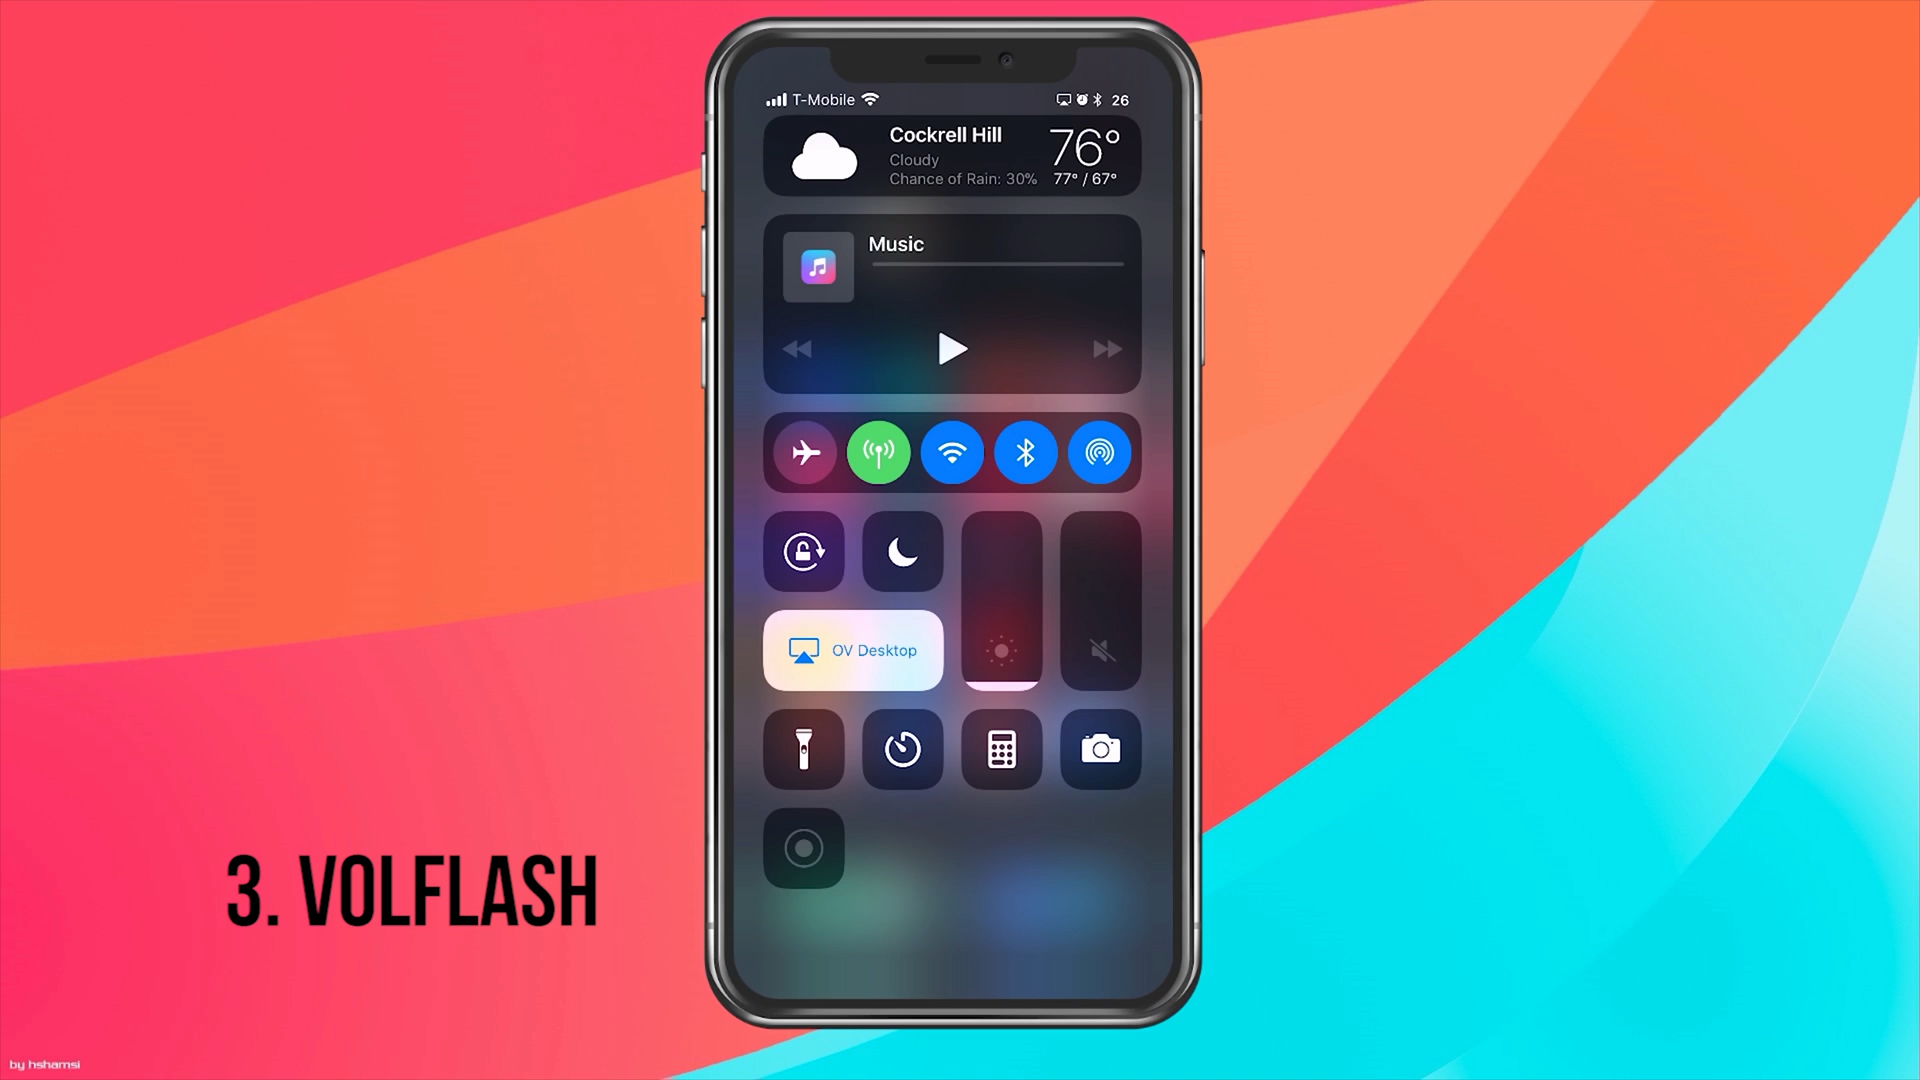 T-Mobile
26
Cockrell Hill
76°
Cloudy
Chance of Rain: 30%
77° / 67°
Music
OV Desktop
3. VOLFLASH
by hshamsi